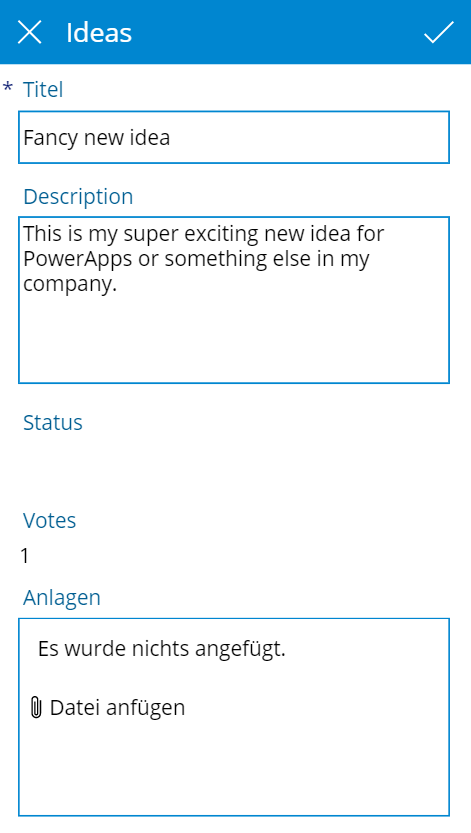 Ideas
* Titel
Fancy new idea
Description
This is my super exciting new idea for
PowerApps or something else in my
company.
Status
Votes
1
Anlagen
Es wurde nichts angefügt.
Datei anfügen